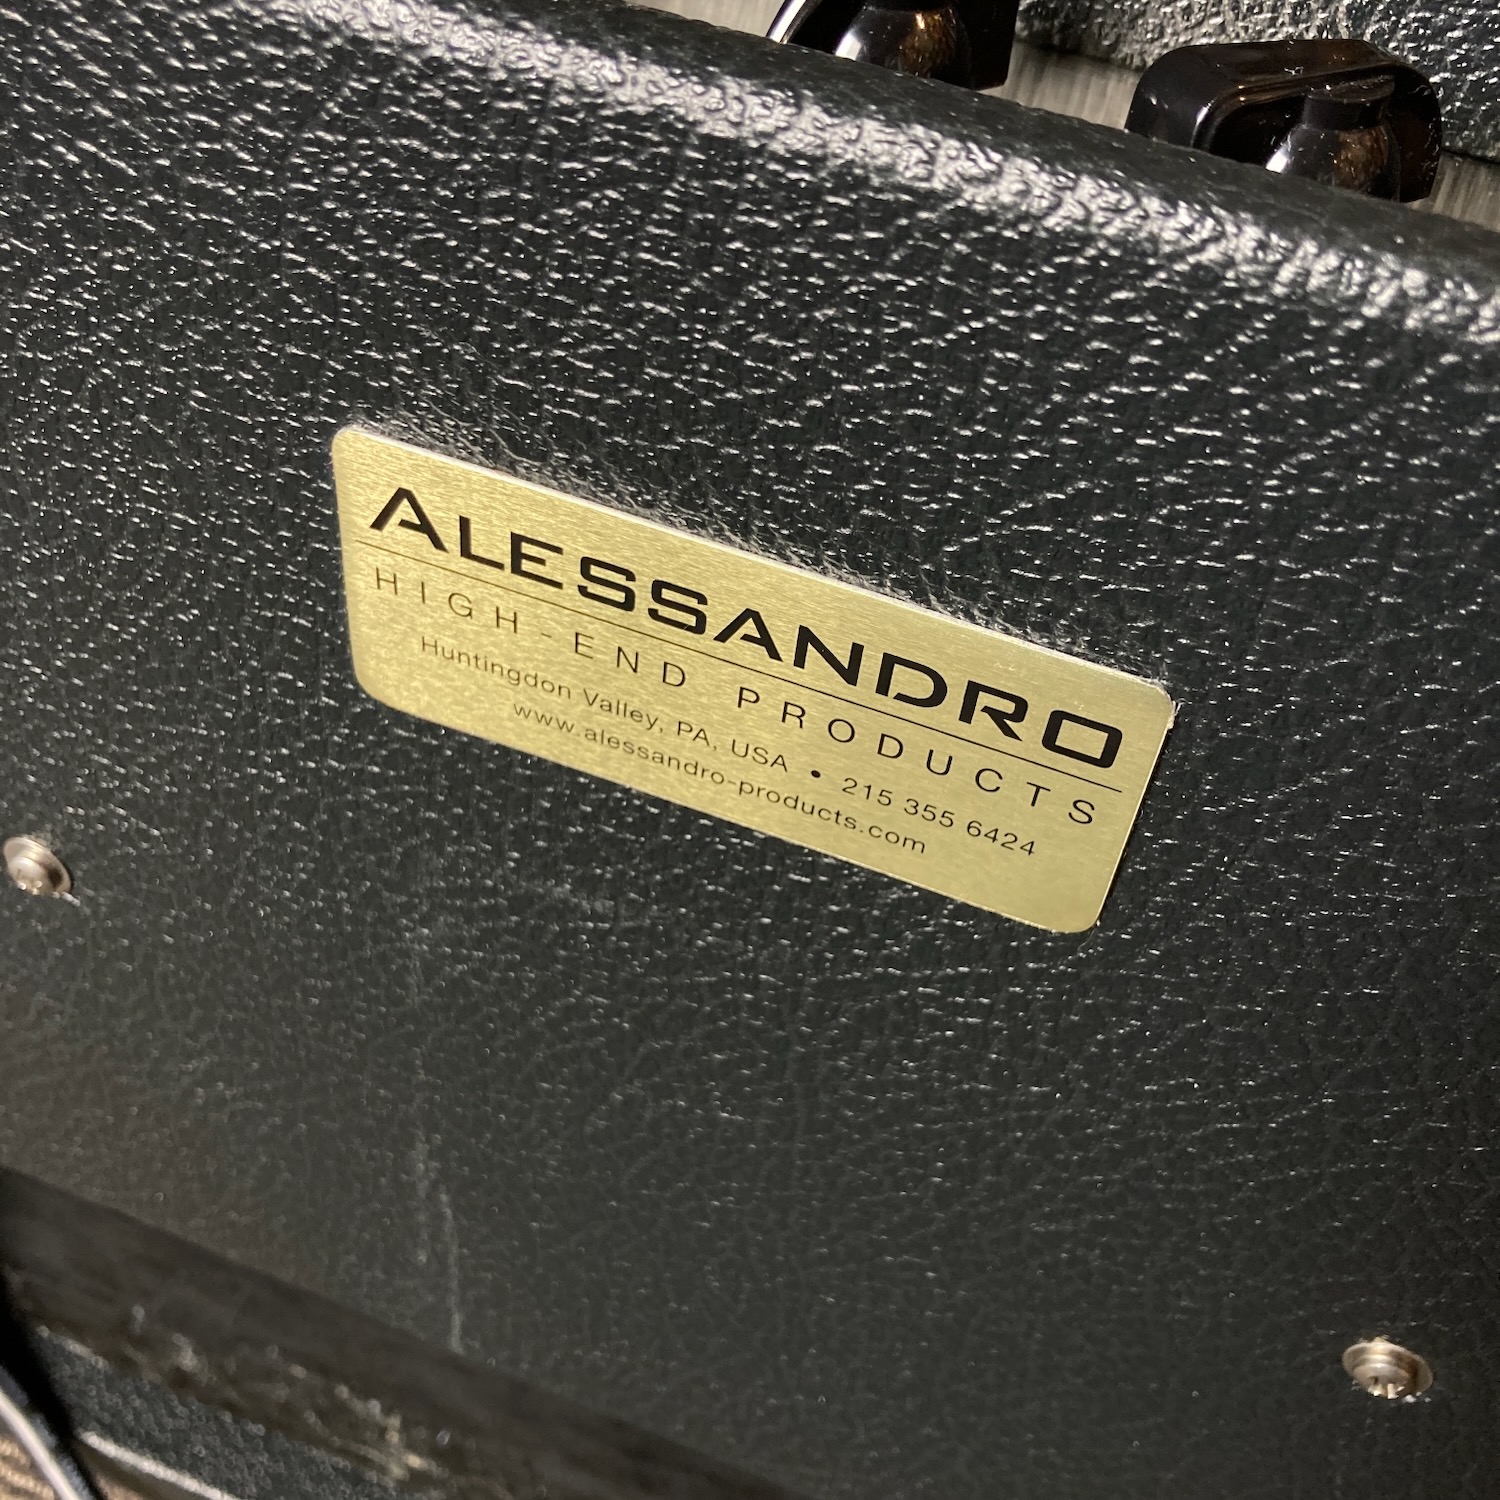 ALESSANDRO
HIGH-END PRODUCTS
Huntingdon Valley, PA, USA • 215 355 6424
www.alessandro-products.com